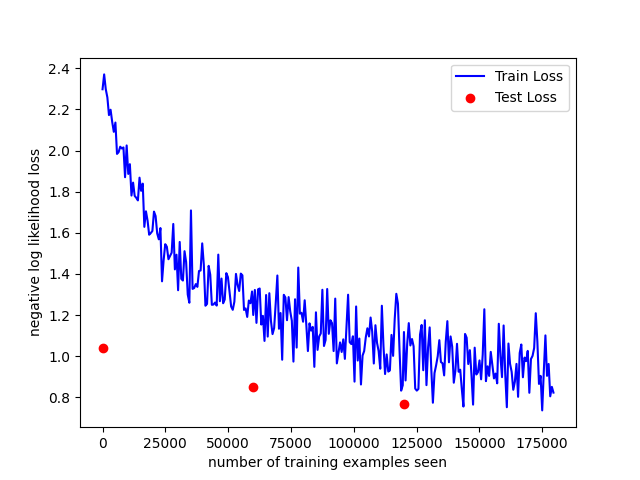 2.4
2.2
2.0
1.8
1.6
1.4
1.2
1.0
0.8
negative log likelihood loss
Train Loss
Test Loss
0 25000 50000 75000 100000 125000 150000 175000
number of training examples seen